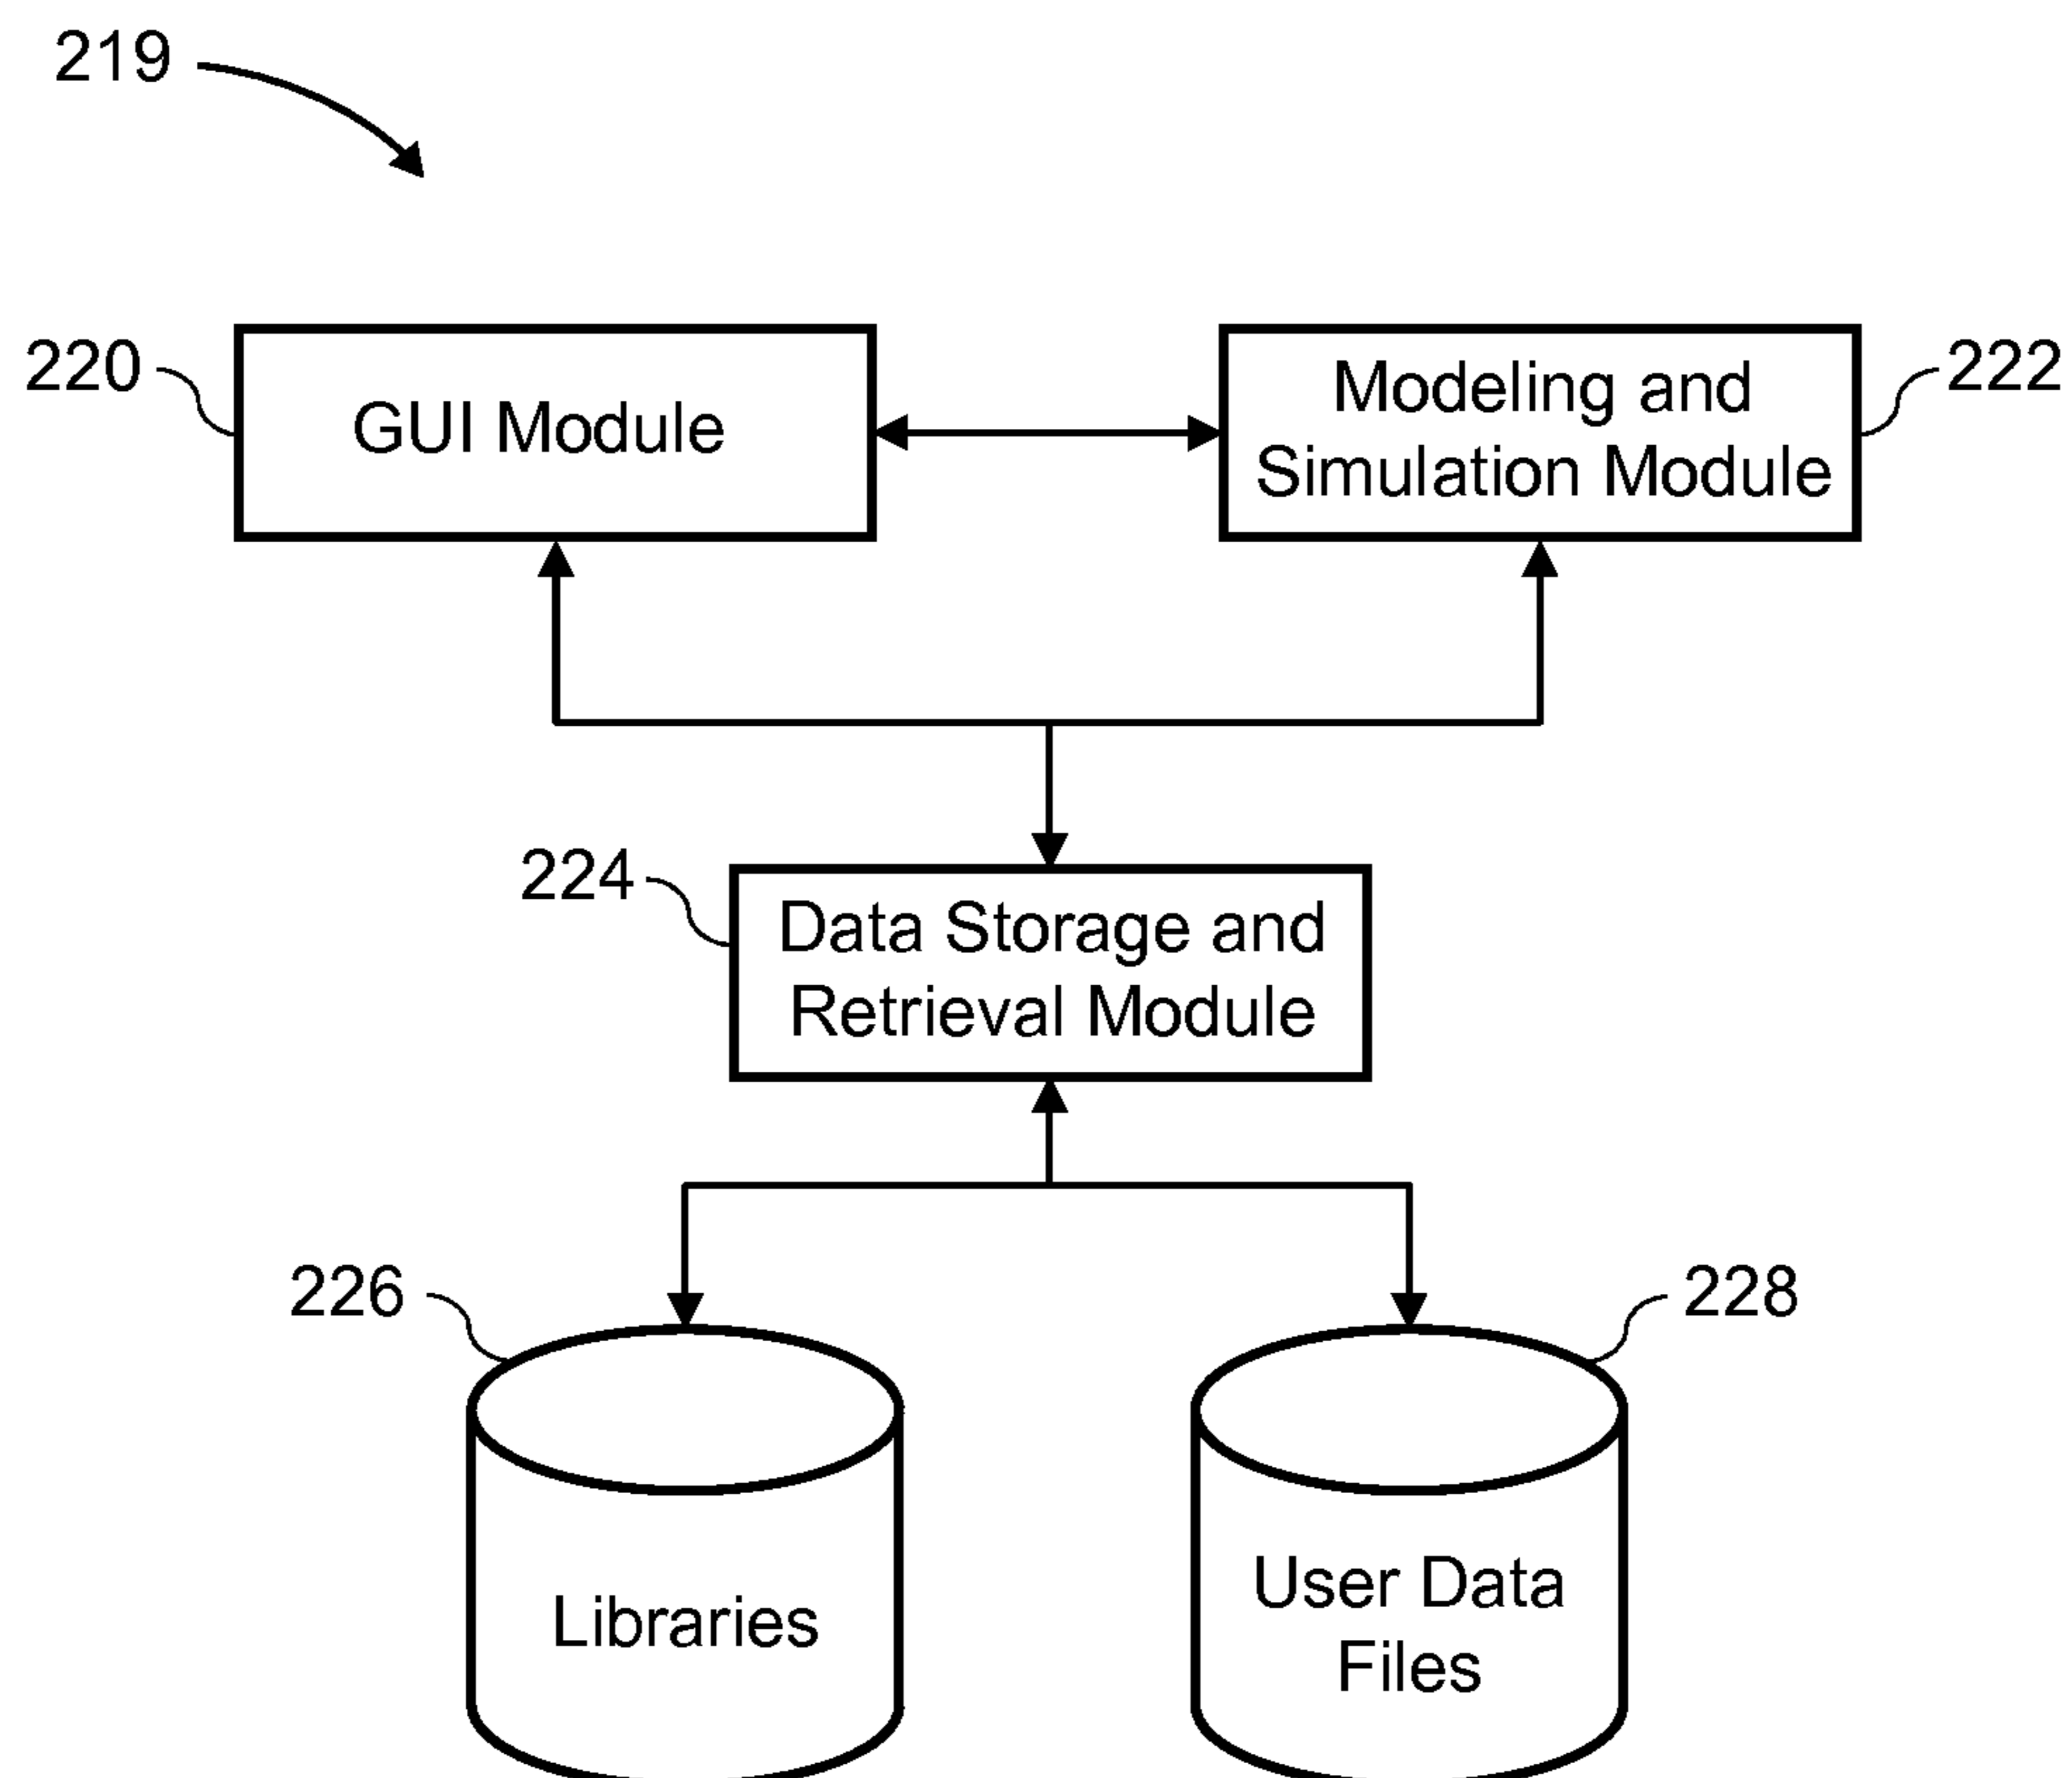 219
220
GUI Module
Modeling and
Simulation Module
222
224
Data Storage and
Retrieval Module
226
228
Libraries
User Data
Files